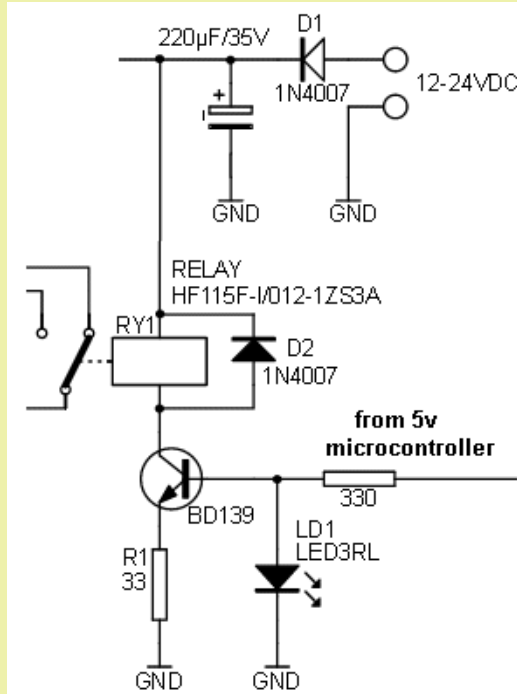 220µF/35V
D1
1N4007
12-24VDC
+
GND
GND
RELAY
HF115F-I/012-1ZS3A
RY1
D2
1N4007
from 5v
microcontroller
330
BD139
LD1
LED3RL
R1
33
GND
GND